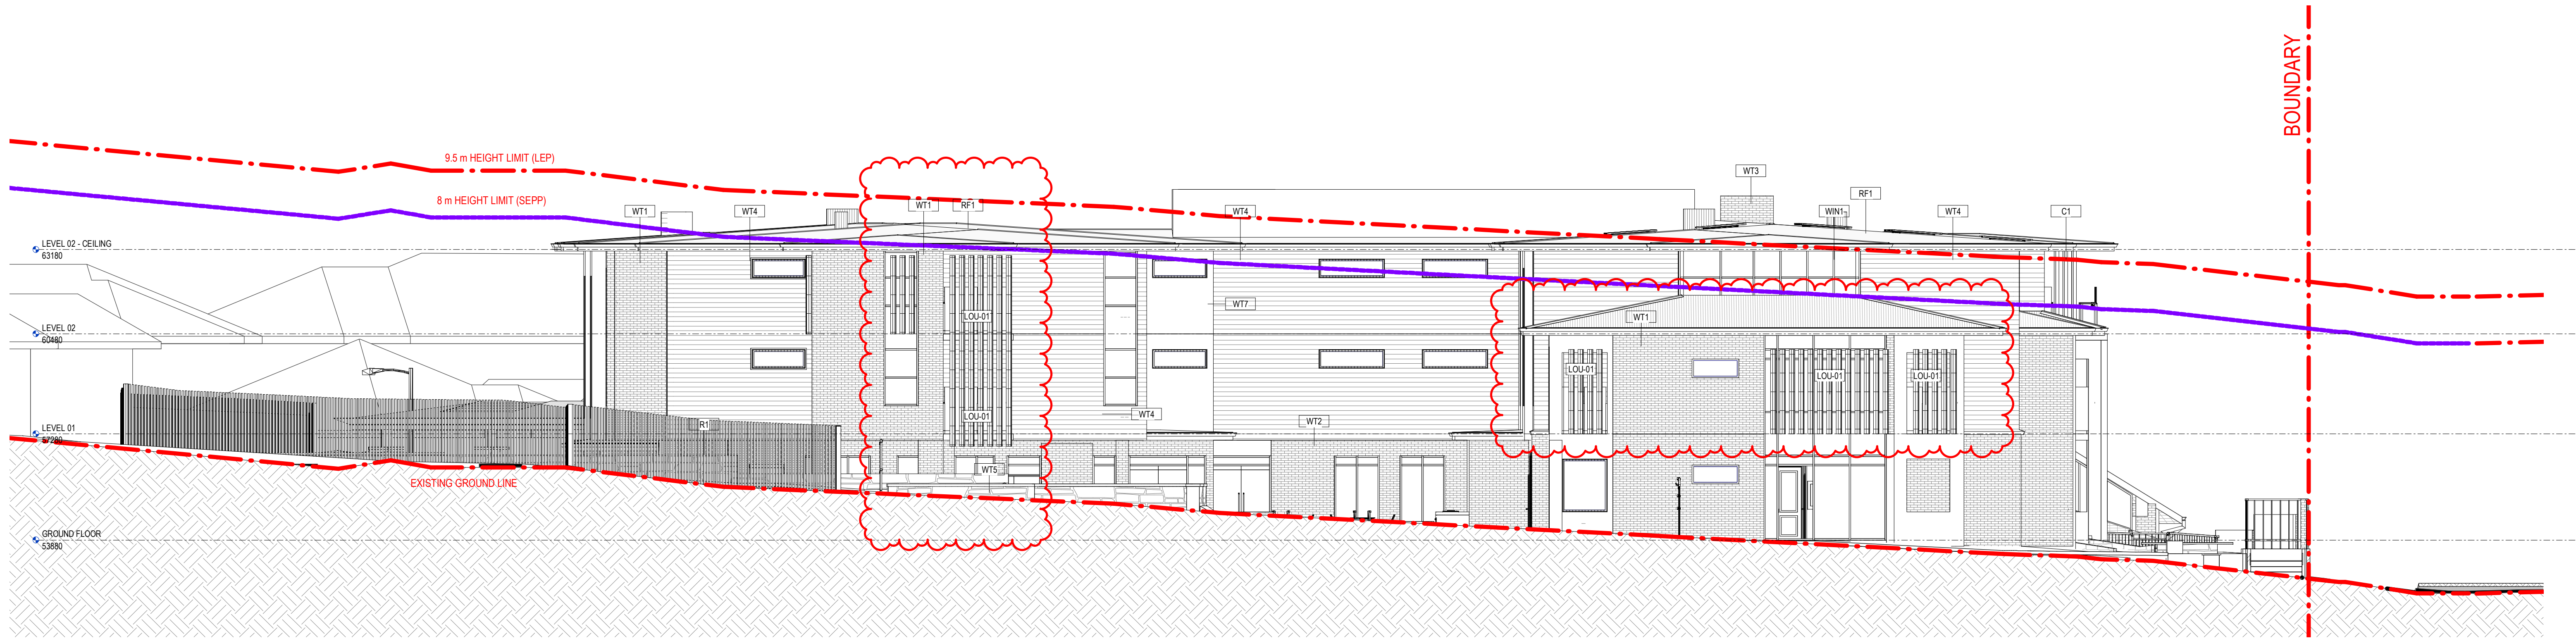 BOUNDARY
9.5 m HEIGHT LIMIT (LEP)
8 m HEIGHT LIMIT (SEPP)
WT3
RF1
WT1
WT4
WT1
RF1
WT4
WIN1
WT4
C1
LEVEL 02 - CEILING
63180
WT7
LOU-01
WT1
LEVEL 02
60480
LOU-01
LOU-01
LOU-01
LOU-01
WT4
WT2
R1
LEVEL 01
57280
WT5
EXISTING GROUND LINE
GROUND FLOOR
53880